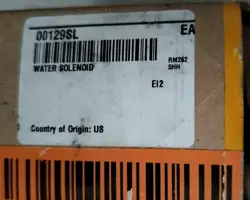 00129SL EA
WATER SOLENOID RM262
SHH
EI2
Country of Origin: US